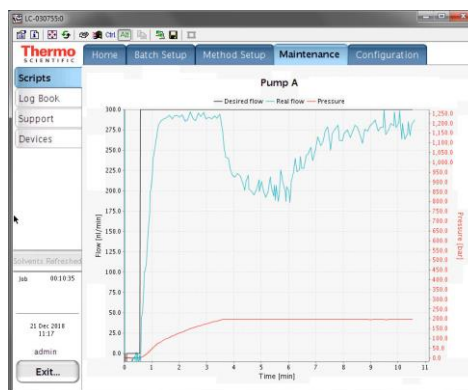 LC-030755:0
Ctrl
Thermo
SCIENTIFIC
Home
Batch Setup
Method Setup
Maintenance
Configuration
Scripts
Log Book
Support
Devices
Solvents Refreshed
Job 00:10:35
21 Dec 2018
11:17
admin
Exit...
Pump A
Desired flow
Real flow
Pressure
300.0
275.0
250.0
225.0
200.0
175.0
150.0
125.0
100.0
75.0
50.0
25.0
0.0
Flow [nl/min]
1,250.0
1,200.0
1,150.0
1,100.0
1,050.0
1,000.0
950.0
900.0
850.0
800.0
750.0
700.0
650.0
600.0
550.0
500.0
450.0
400.0
350.0
300.0
250.0
200.0
150.0
100.0
50.0
0.0
Pressure [bar]
0 1 2 3 4 5 6 7 8 9 10 11
Time [min]